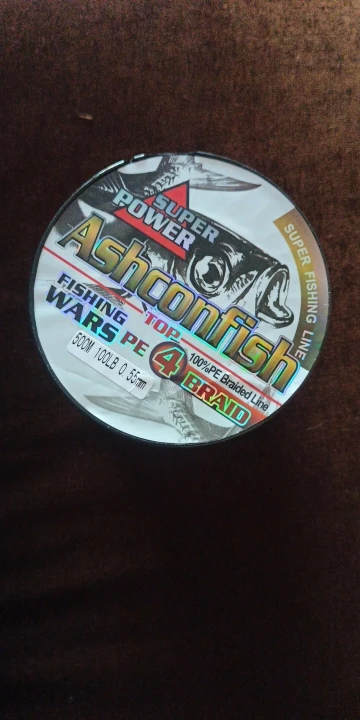 SUPER
POWER
SUPER FISHING LINE
Ashconfish
FISHING
WARS
TOP
PE 4 BRAID
100%PE Braided Line
500M 100LB 0.55mm